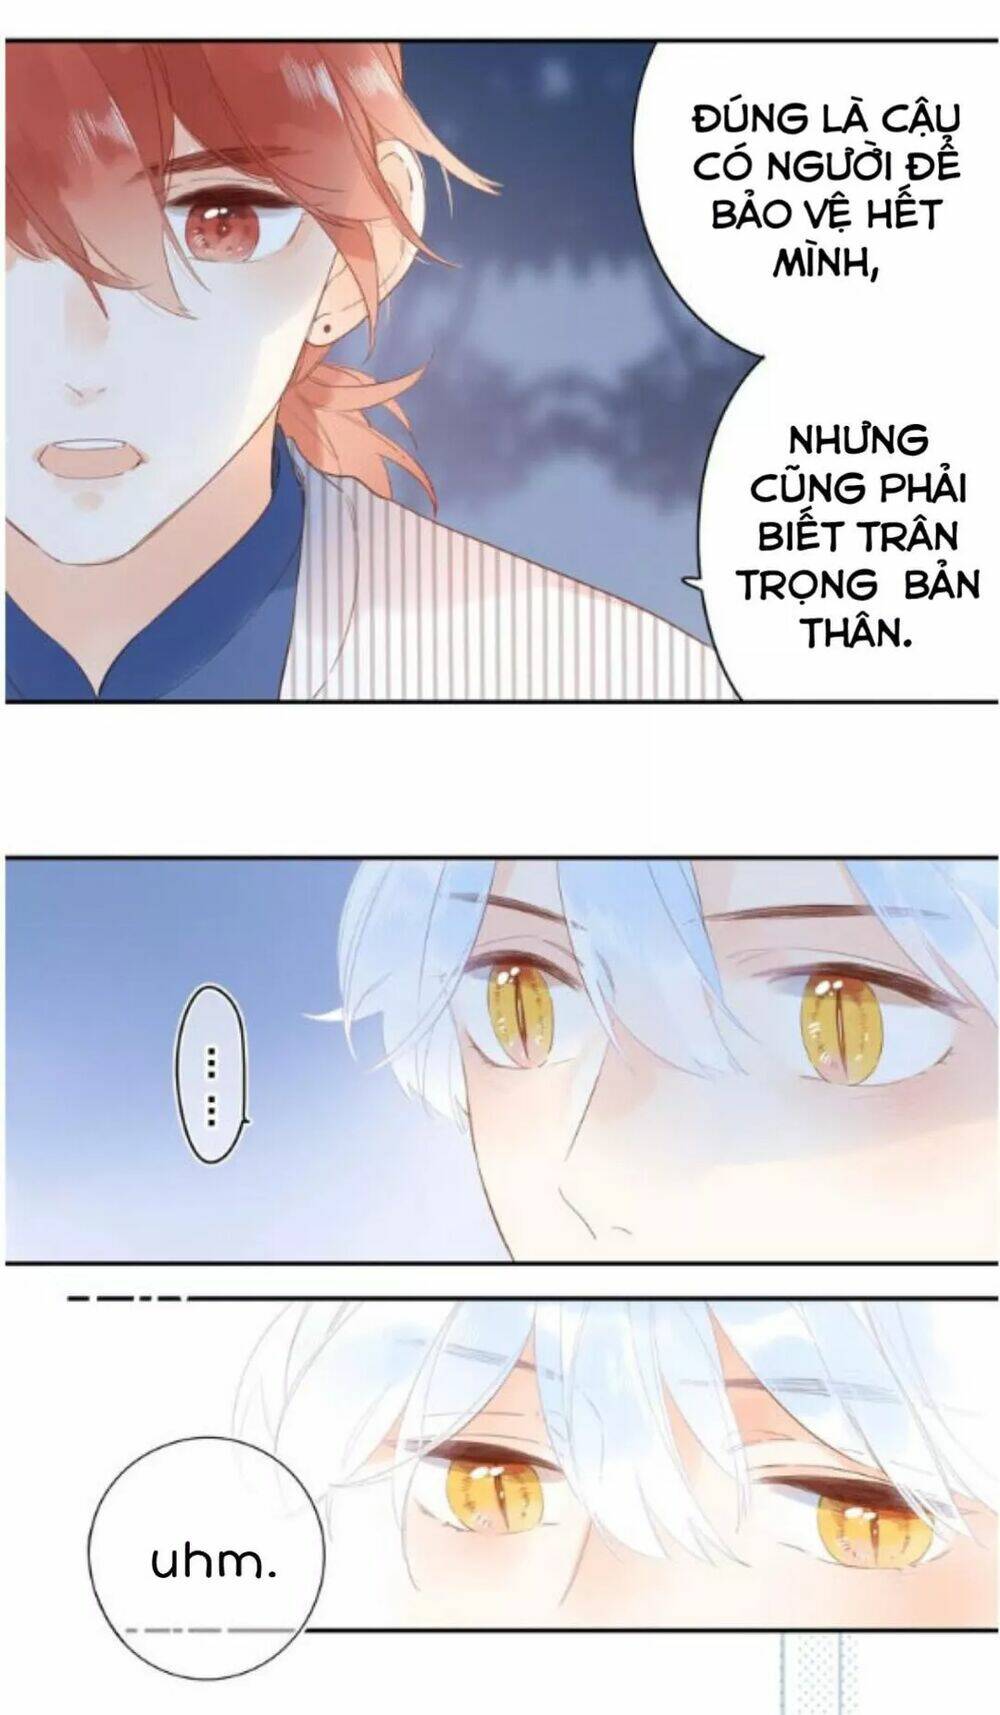 ĐÚNG LÀ CẬU
CÓ NGƯỜI ĐỂ
BẢO VỆ HẾT
MÌNH,
NHƯNG
CŨNG PHẢI
BIẾT TRÂN
TRỌNG BẢN
THÂN.
......
uhm.